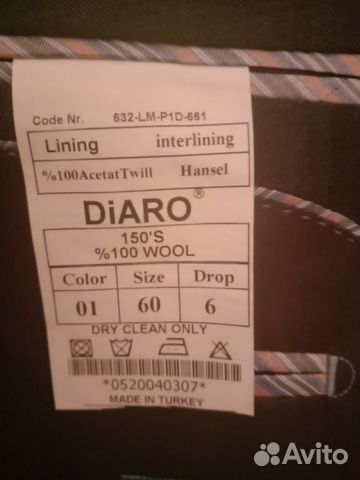 Code Nr. 632-LM-P1D-661
Lining interlining
%100AcetatTwill Hansel
DiARO®
150'S
%100 WOOL
Color Size Drop
01 60 6
DRY CLEAN ONLY
*0520040307*
MADE IN TURKEY
Avito